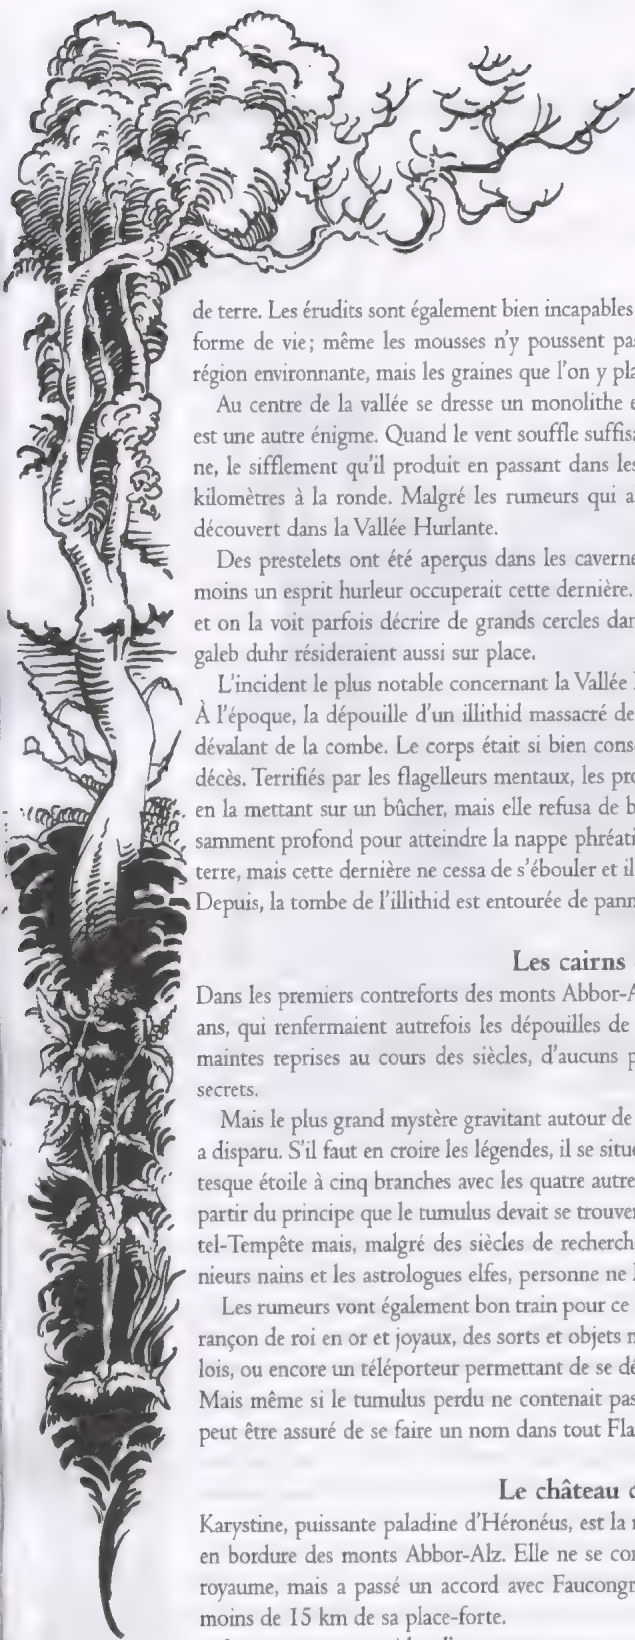 de terre. Les érudits sont également bien incapables
forme de vie; même les mousses n'y poussent pas
région environnante, mais les graines que l'on y pla
Au centre de la vallée se dresse un monolithe e
est une autre énigme. Quand le vent souffle suffisa
ne, le sifflement qu'il produit en passant dans les
kilomètres à la ronde. Malgré les rumeurs qui a
découvert dans la Vallée Hurlante.
Des prestelets ont été aperçus dans les caverne
moins un esprit hurleur occuperait cette dernière.
et on la voit parfois décrire de grands cercles dan
galeb duhr résideraient aussi sur place.
L'incident le plus notable concernant la Vallée
À l'époque, la dépouille d'un illithid massacré de
dévalant de la combe. Le corps était si bien cons
décès. Terrifiés par les flagelleurs mentaux, les pro
en la mettant sur un bûcher, mais elle refusa de b
samment profond pour atteindre la nappe phréati
terre, mais cette dernière ne cessa de s'ébouler et il
Depuis, la tombe de l'illithid est entourée de pann
Les cairns
Dans les premiers contreforts des monts Abbor-A
ans, qui renfermaient autrefois les dépouilles de
maintes reprises au cours des siècles, d'aucuns p
secrets.
Mais le plus grand mystère gravitant autour de
a disparu. S'il faut en croire les légendes, il se situe
tesque étoile à cinq branches avec les quatre autre
partir du principe que le tumulus devait se trouver
tel-Tempête mais, malgré des siècles de recherch
nieurs nains et les astrologues elfes, personne ne
Les rumeurs vont également bon train pour ce
rançon de roi en or et joyaux, des sorts et objets m
lois, ou encore un téléporteur permettant de se dé
Mais même si le tumulus perdu ne contenait pas
peut être assuré de se faire un nom dans tout Fla
Le château d
Karystine, puissante paladine d'Héronéus, est la
en bordure des monts Abbor-Alz. Elle ne se con
royaume, mais a passé un accord avec Faucongr
moins de 15 km de sa place-forte.